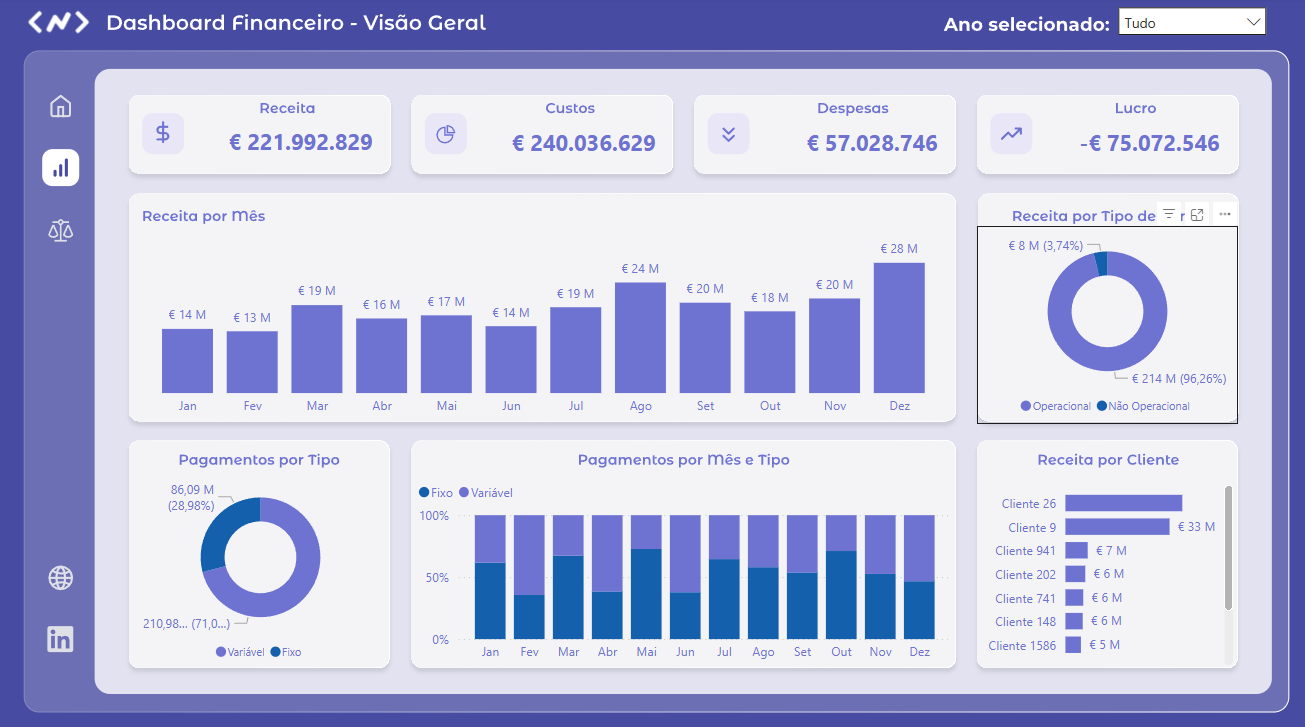 Dashboard Financeiro - Visão Geral
Ano selecionado:
Tudo
Receita
€ 221.992.829
Custos
€ 240.036.629
Despesas
€ 57.028.746
Lucro
-€ 75.072.546
Receita por Mês
€ 14 M
€ 13 M
€ 19 M
€ 16 M
€ 17 M
€ 14 M
€ 19 M
€ 24 M
€ 20 M
€ 18 M
€ 20 M
€ 28 M
Jan Fev Mar Abr Mai Jun Jul Ago Set Out Nov Dez
Receita por Tipo de
€ 8 M (3,74%)
€ 214 M (96,26%)
Operacional Não Operacional
Pagamentos por Tipo
86,09 M
(28,98%)
210,98... (71,0...)
Variável Fixo
Pagamentos por Mês e Tipo
Fixo Variável
100%
50%
0%
Jan Fev Mar Abr Mai Jun Jul Ago Set Out Nov Dez
Receita por Cliente
Cliente 26
Cliente 9 € 33 M
Cliente 941 € 7 M
Cliente 202 € 6 M
Cliente 741 € 6 M
Cliente 148 € 6 M
Cliente 1586 € 5 M